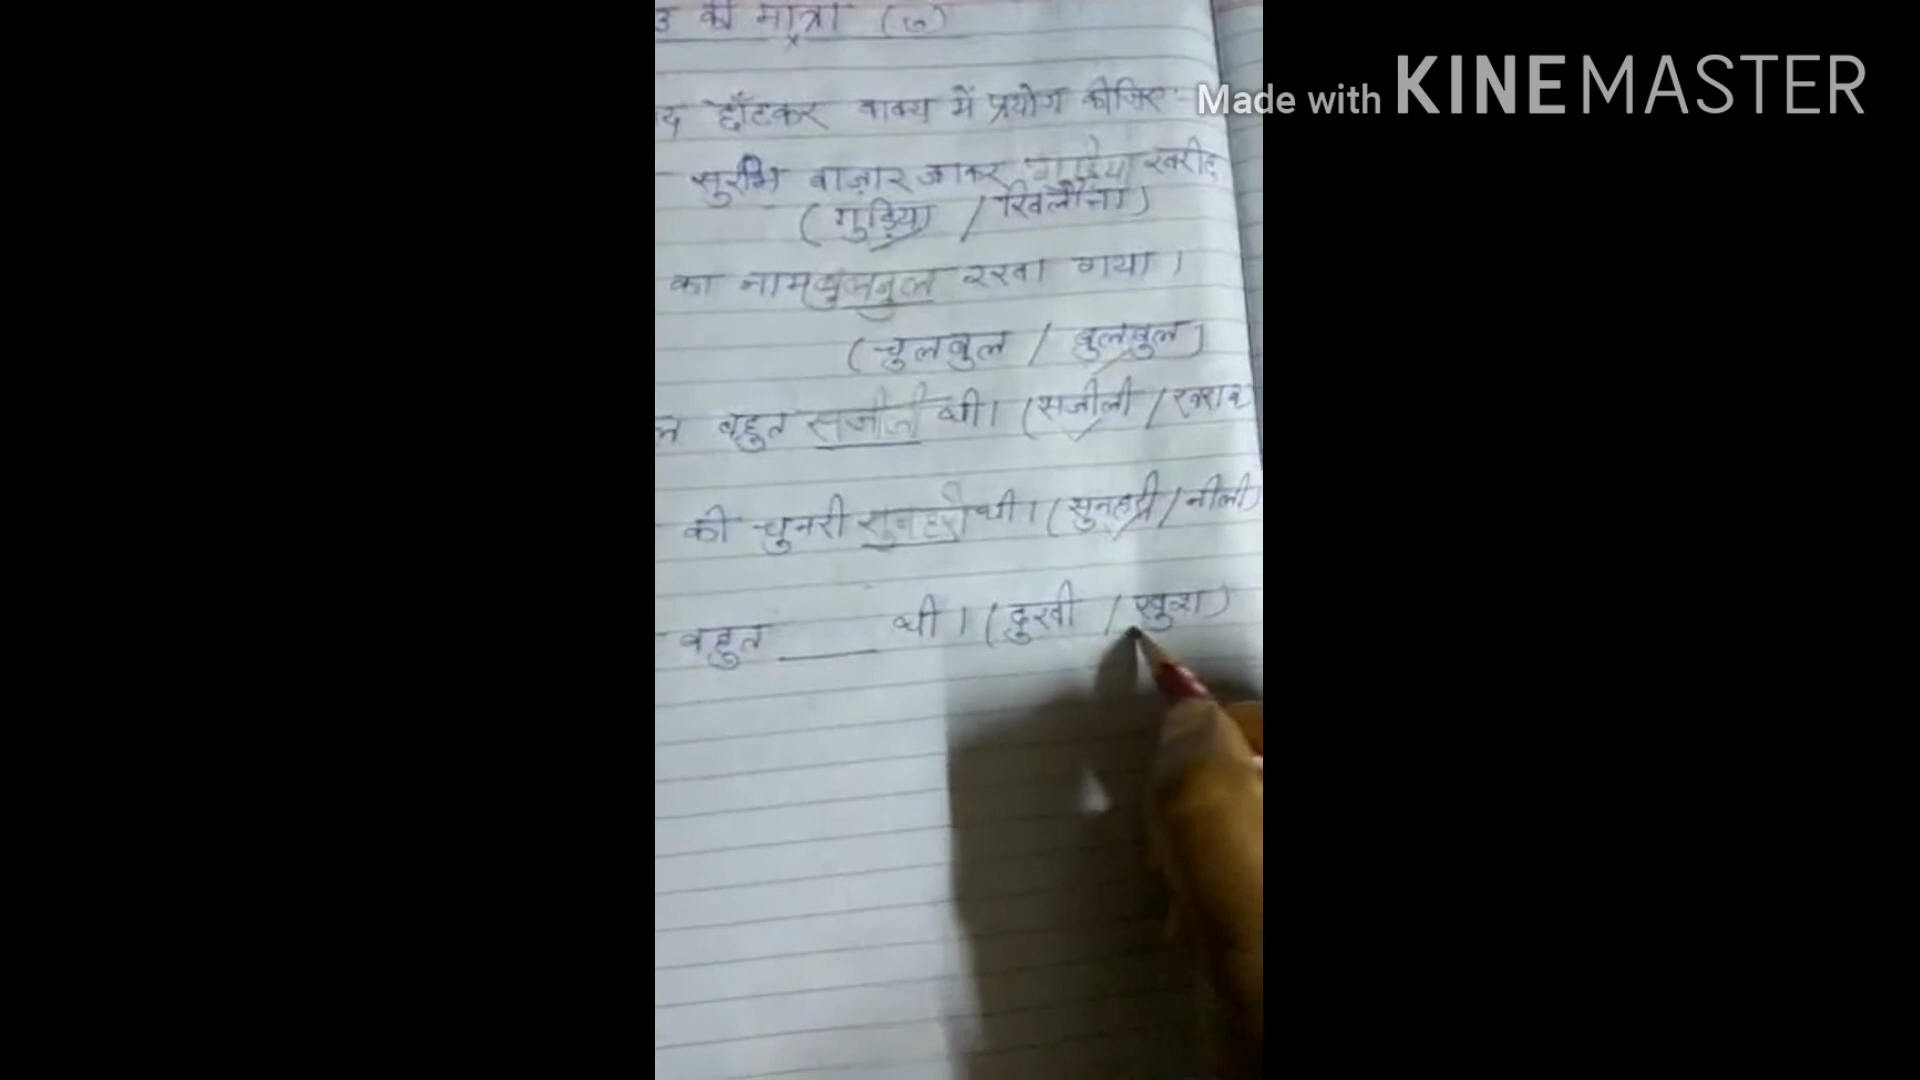 उ की मात्रा ( ु )
Made with KINEMASTER
छाँटकर वाक्य में प्रयोग कीजिए -
सुरभि बाज़ार जाकर गुड़िया खरीद
(गुड़िया / खिलौना)
का नाम बुलबुल रखा गया।
(चुलबुल / बुलबुल)
ल बहुत सजीली थी। (सजीली / खराब
की चुनरी सुनहरी थी। (सुनहरी / नीली)
बहुत ____ थी। (दुखी / खुश)